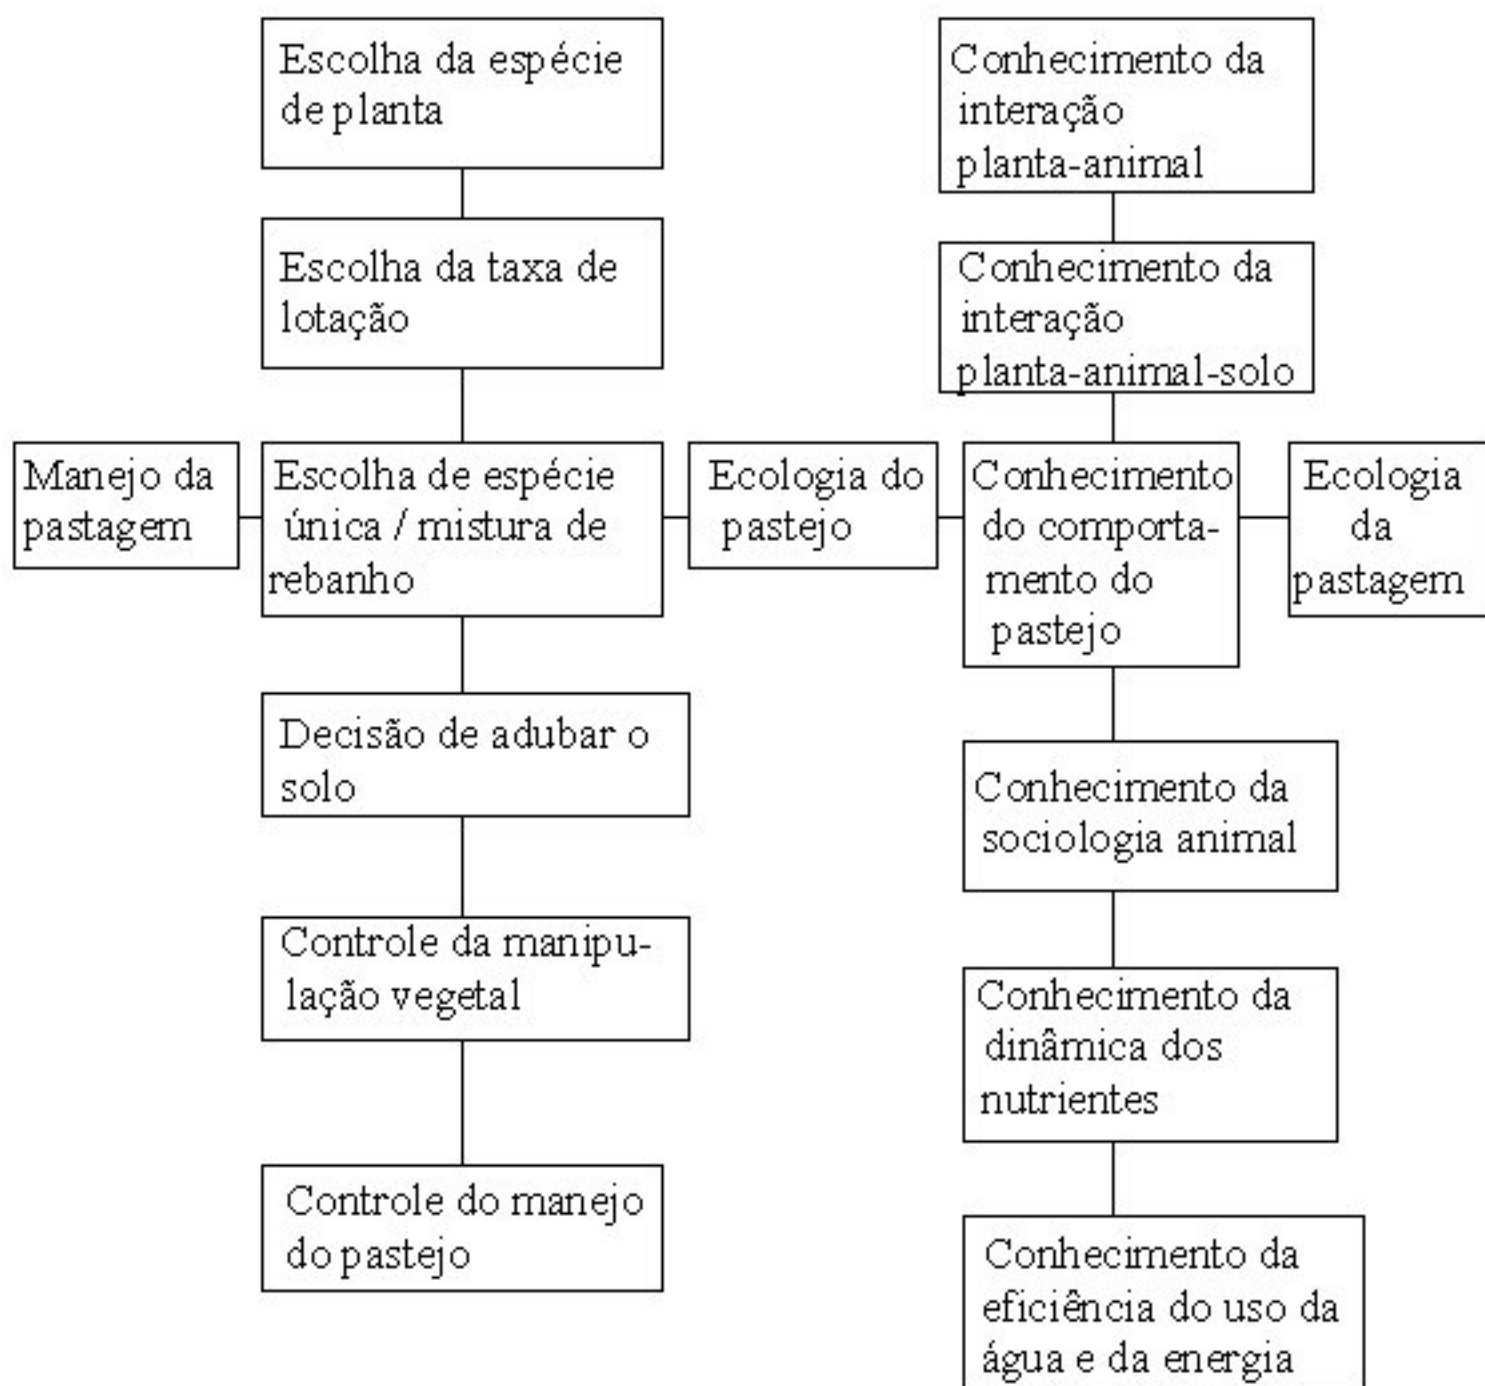 Escolha da espécie
de planta
Escolha da taxa de
lotação
Manejo da
pastagem
Escolha de espécie
única / mistura de
rebanho
Decisão de adubar o
solo
Controle da manipu-
lação vegetal
Controle do manejo
do pastejo
Ecologia do
pastejo
Conhecimento da
interação
planta-animal
Conhecimento da
interação
planta-animal-solo
Conhecimento
do comporta-
mento do
pastejo
Ecologia
da
pastagem
Conhecimento da
sociologia animal
Conhecimento da
dinâmica dos
nutrientes
Conhecimento da
eficiência do uso da
água e da energia